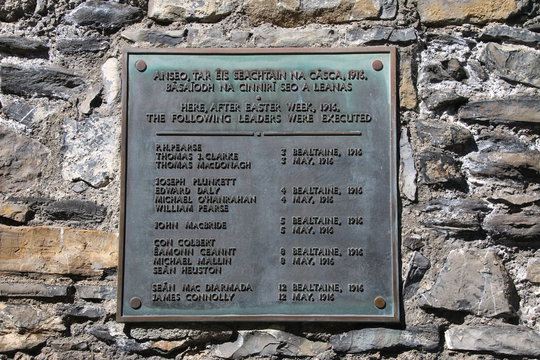 ANSEO, TAR ÉIS SEACHTAIN NA CÁSCA, 1916,
BÁSAÍODH NA CINNIRÍ SEO A LEANAS
HERE, AFTER EASTER WEEK, 1916,
THE FOLLOWING LEADERS WERE EXECUTED
P.H. PEARSE 3 BEALTAINE, 1916
THOMAS J. CLARKE 3 MAY, 1916
THOMAS MACDONAGH
JOSEPH PLUNKETT
EDWARD DALY 4 BEALTAINE, 1916
MICHAEL O'HANRAHAN 4 MAY, 1916
WILLIAM PEARSE
JOHN MACBRIDE 5 BEALTAINE, 1916
5 MAY, 1916
CON COLBERT
ÉAMONN CEANNT 8 BEALTAINE, 1916
MICHAEL MALLIN 8 MAY, 1916
SEÁN HEUSTON
SEÁN MAC DIARMADA 12 BEALTAINE, 1916
JAMES CONNOLLY 12 MAY, 1916